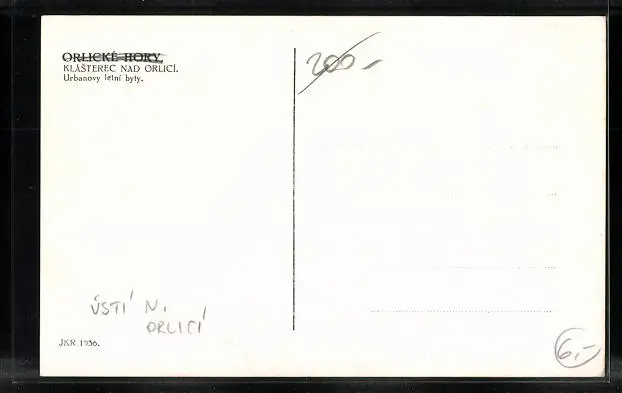 ORLICKÉ HORY.
KLÁŠTEREC NAD ORLICÍ.
Urbanovy letní byty.
200,-
ÚSTÍ N.
ORLICÍ
JKR 1936.
6,-